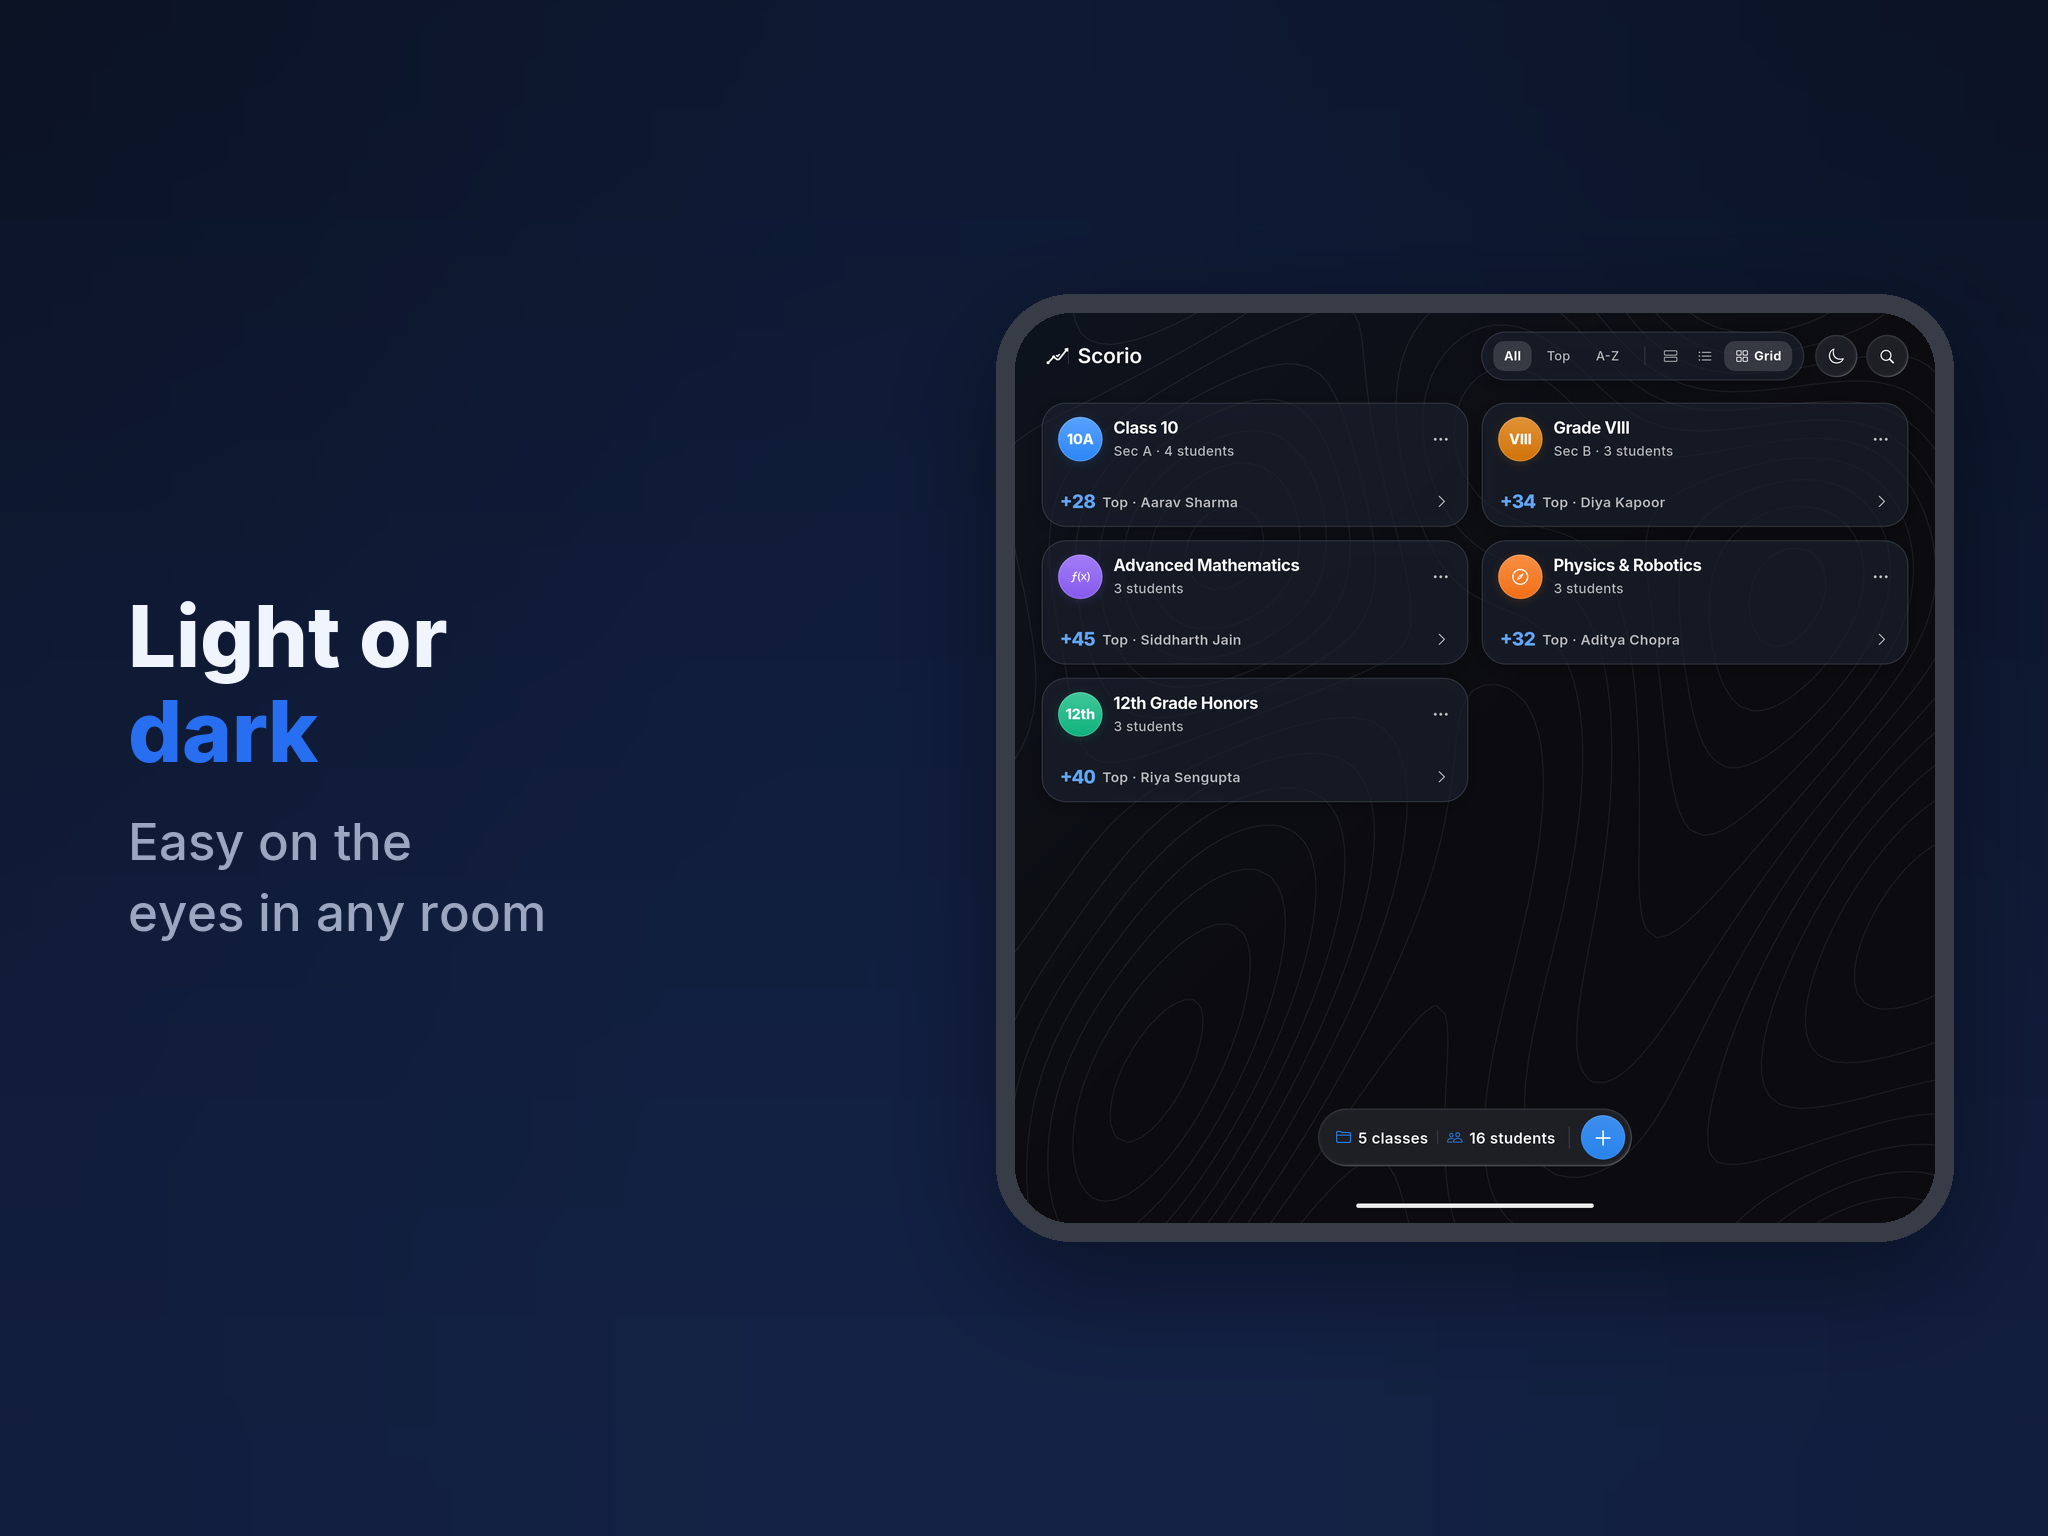 Light or
dark
Easy on the
eyes in any room
Scorio
All Top A-Z Grid
10A Class 10
Sec A · 4 students
+28 Top · Aarav Sharma
VIII Grade VIII
Sec B · 3 students
+34 Top · Diya Kapoor
f(x) Advanced Mathematics
3 students
+45 Top · Siddharth Jain
Physics & Robotics
3 students
+32 Top · Aditya Chopra
12th 12th Grade Honors
3 students
+40 Top · Riya Sengupta
5 classes 16 students